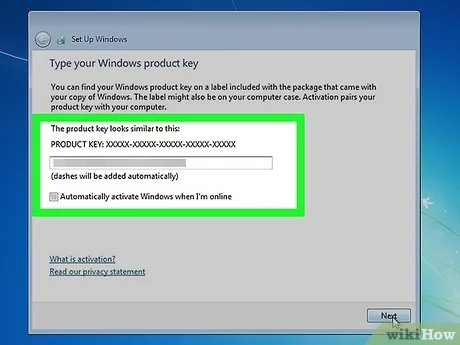 Set Up Windows
Type your Windows product key
You can find your Windows product key on a label included with the package that came with
your copy of Windows. The label might also be on your computer case. Activation pairs your
product key with your computer.
The product key looks similar to this:
PRODUCT KEY: XXXXX-XXXXX-XXXXX-XXXXX-XXXXX
(dashes will be added automatically)
Automatically activate Windows when I'm online
What is activation?
Read our privacy statement
Next
wikiHow